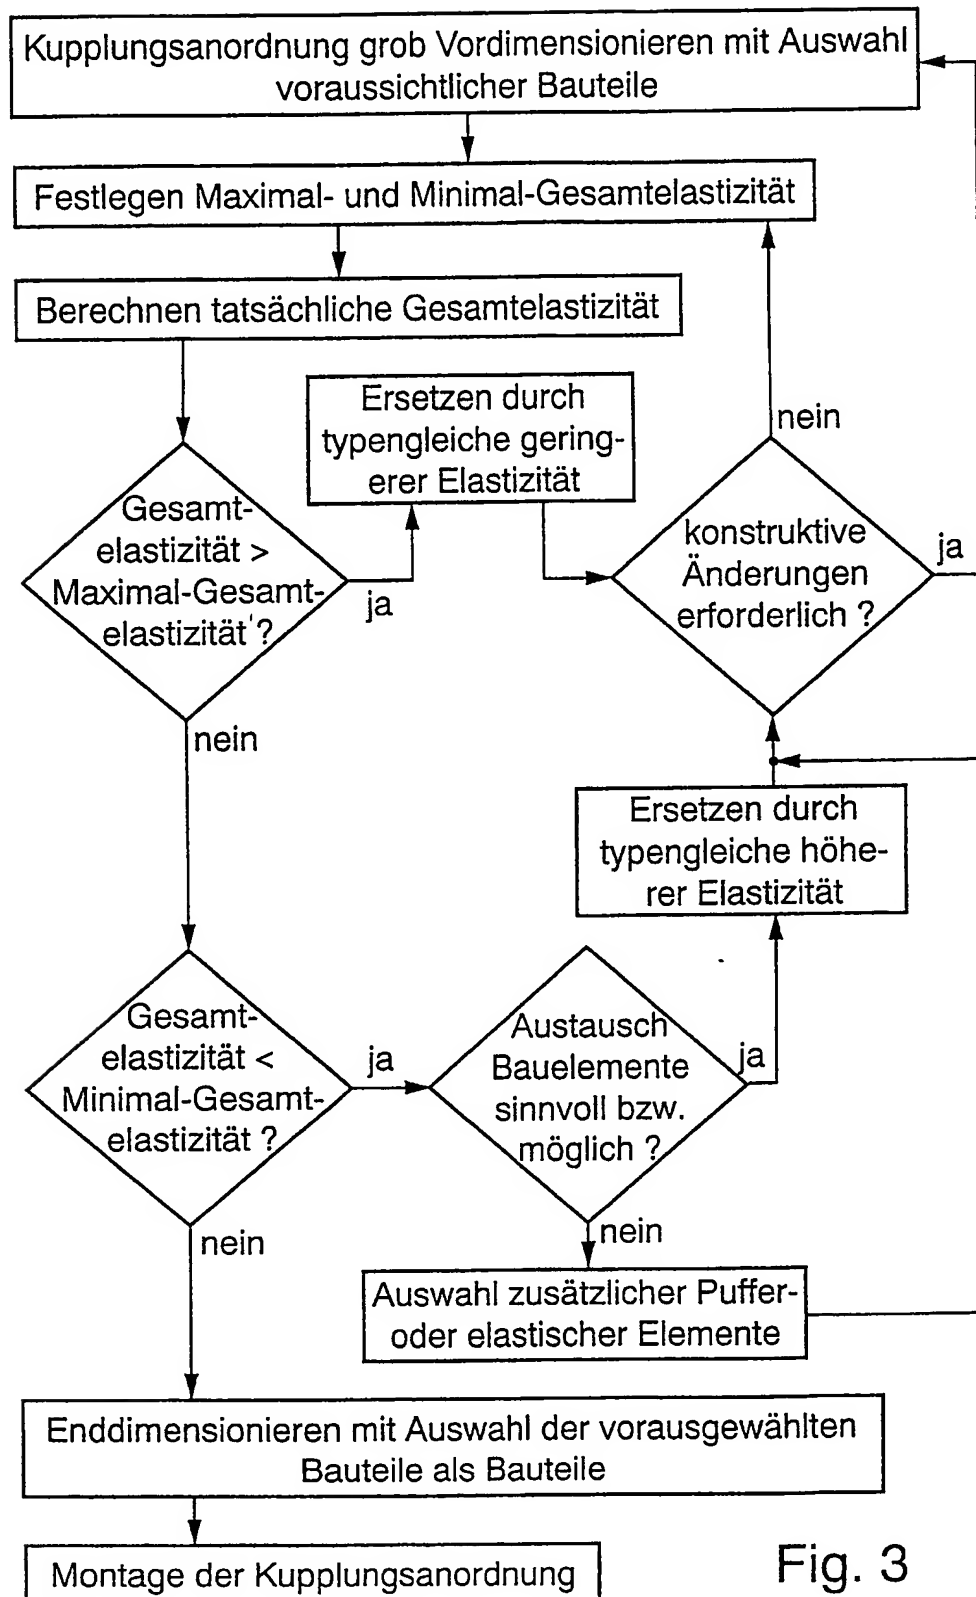 Kupplungsanordnung grob Vordimensionieren mit Auswahl
voraussichtlicher Bauteile
Festlegen Maximal- und Minimal-Gesamtelastizität
Berechnen tatsächliche Gesamtelastizität
Ersetzen durch
typengleiche gering-
erer Elastizität
nein
Gesamt-
elastizität >
Maximal-Gesamt-
elastizität ?
ja
konstruktive
Änderungen
erforderlich ?
ja
nein
Ersetzen durch
typengleiche höhe-
rer Elastizität
Gesamt-
elastizität <
Minimal-Gesamt-
elastizität ?
ja
Austausch
Bauelemente
sinnvoll bzw.
möglich ?
ja
nein
nein
Auswahl zusätzlicher Puffer-
oder elastischer Elemente
Enddimensionieren mit Auswahl der vorausgewählten
Bauteile als Bauteile
Montage der Kupplungsanordnung
Fig. 3